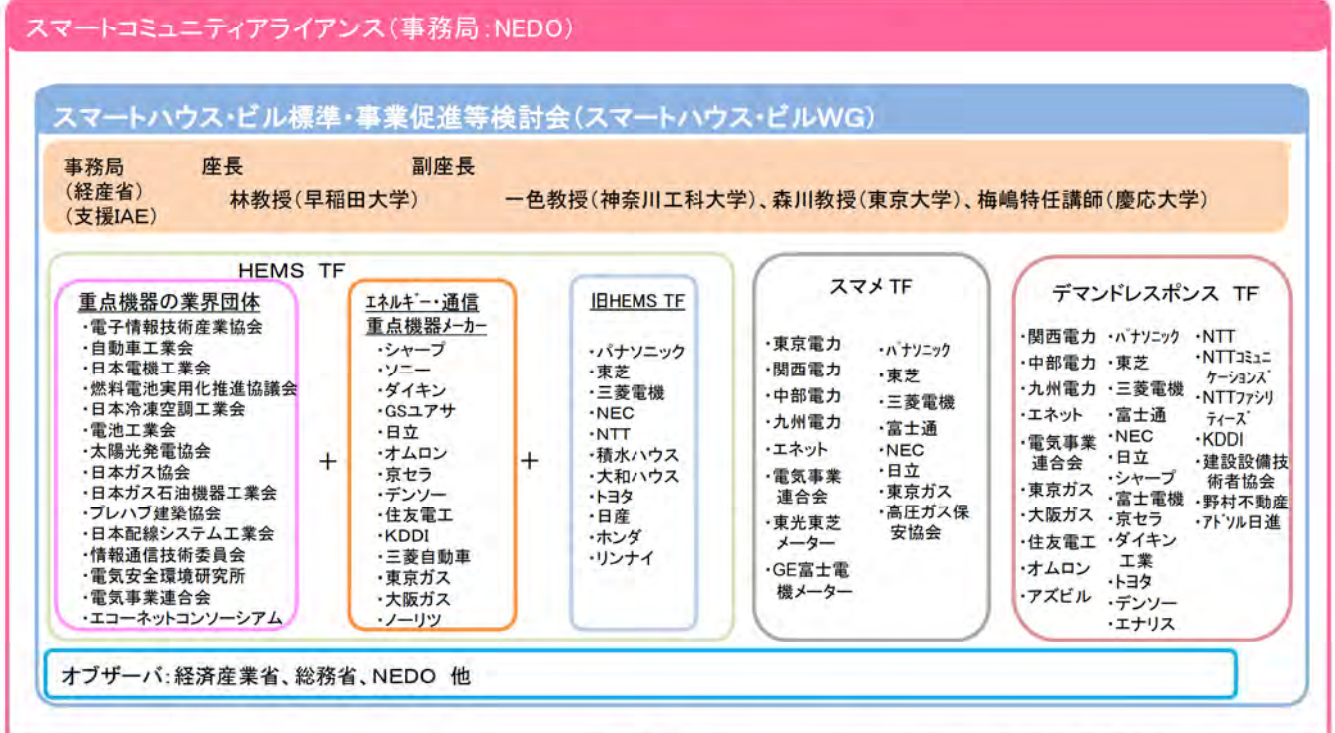 スマートコミュニティアライアンス(事務局:NEDO)
スマートハウス・ビル標準・事業促進等検討会(スマートハウス・ビルWG)
事務局
(経産省)
(支援IAE)
座長
林教授(早稲田大学)
副座長
一色教授(神奈川工科大学)、森川教授(東京大学)、梅嶋特任講師(慶応大学)
HEMS TF
重点機器の業界団体
・電子情報技術産業協会
・自動車工業会
・日本電機工業会
・燃料電池実用化推進協議会
・日本冷凍空調工業会
・電池工業会
・太陽光発電協会
・日本ガス協会
・日本ガス石油機器工業会
・プレハブ建築協会
・日本配線システム工業会
・情報通信技術委員会
・電気安全環境研究所
・電気事業連合会
・エコーネットコンソーシアム
+
エネルギー・通信
重点機器メーカー
・シャープ
・ソニー
・ダイキン
・GSユアサ
・日立
・オムロン
・京セラ
・デンソー
・住友電工
・KDDI
・三菱自動車
・東京ガス
・大阪ガス
・ノーリツ
+
旧HEMS TF
・パナソニック
・東芝
・三菱電機
・NEC
・NTT
・積水ハウス
・大和ハウス
・トヨタ
・日産
・ホンダ
・リンナイ
スマメ TF
・東京電力
・関西電力
・中部電力
・九州電力
・エネット
・電気事業
連合会
・東光東芝
メーター
・GE富士電
機メーター
・パナソニック
・東芝
・三菱電機
・富士通
・NEC
・日立
・東京ガス
・高圧ガス保
安協会
デマンドレスポンス TF
・関西電力
・中部電力
・九州電力
・エネット
・電気事業
連合会
・東京ガス
・大阪ガス
・住友電工
・オムロン
・アズビル
・パナソニック
・東芝
・三菱電機
・富士通
・NEC
・日立
・シャープ
・富士電機
・京セラ
・ダイキン
工業
・トヨタ
・デンソー
・エナリス
・NTT
・NTTコミュニ
ケーションズ
・NTTファシリ
ティーズ
・KDDI
・建設設備技
術者協会
・野村不動産
・アドソル日進
オブザーバ:経済産業省、総務省、NEDO 他